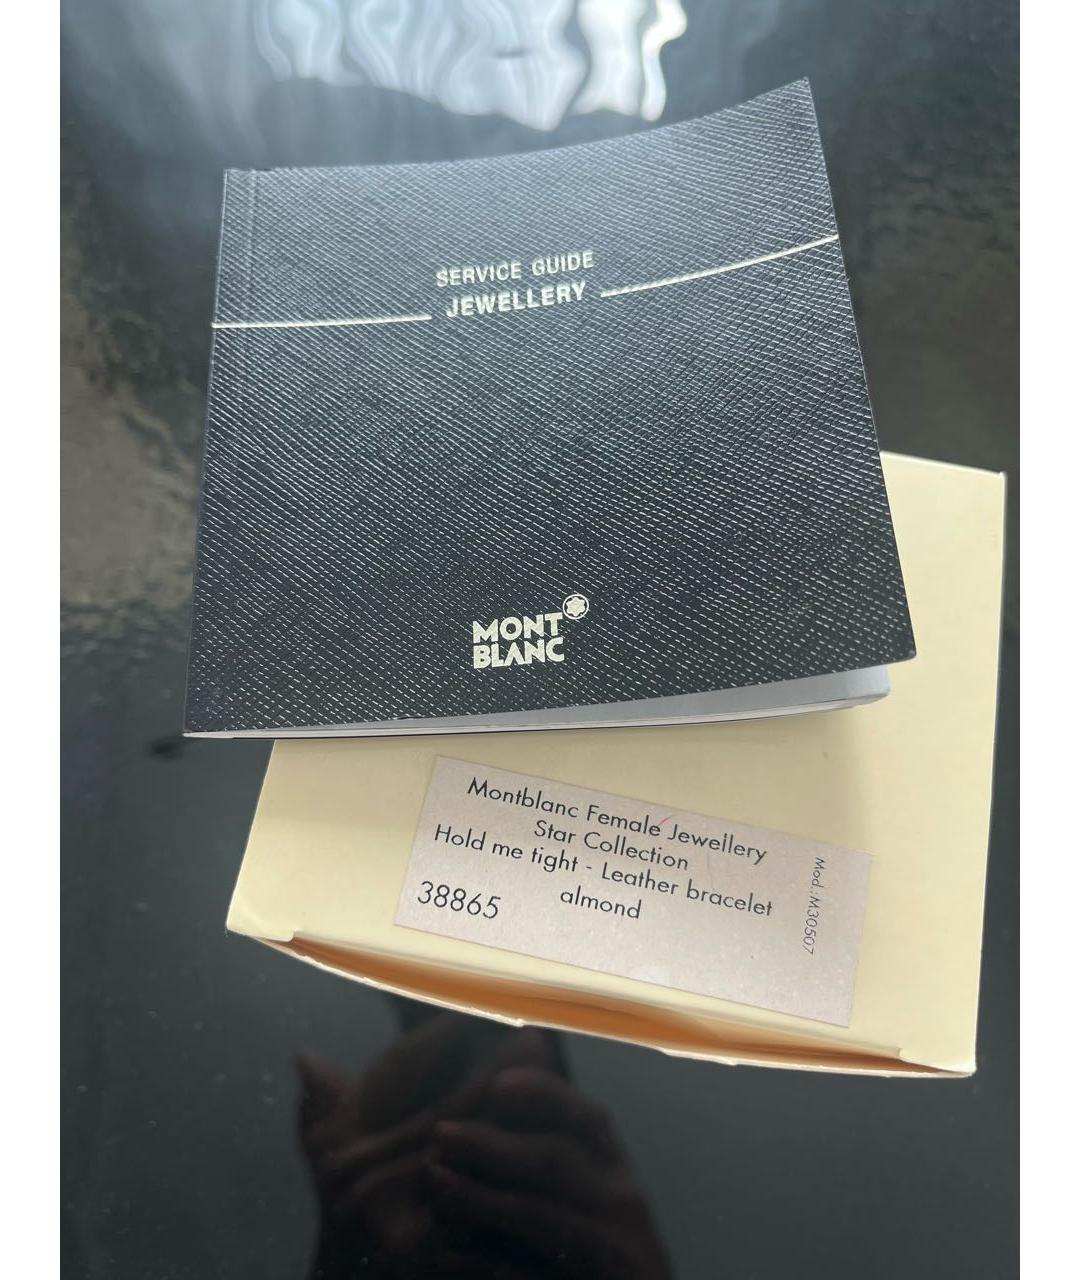 SERVICE GUIDE
JEWELLERY
MONT
BLANC
Montblanc Female Jewellery
Star Collection
Hold me tight - Leather bracelet
almond
38865
Mod.:M30507